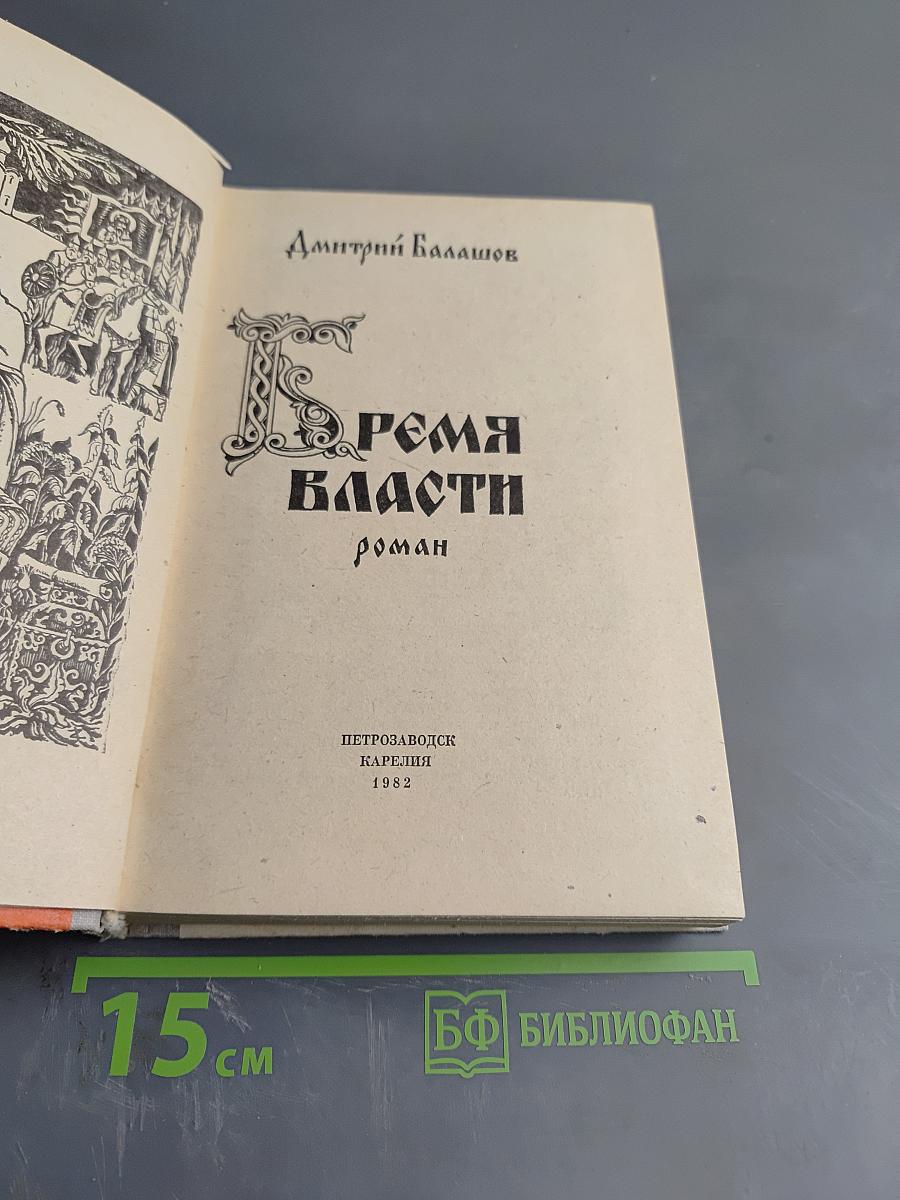 Дмитрий Балашов
Бремя
власти
роман
ПЕТРОЗАВОДСК
КАРЕЛИЯ
1982
15 см
БФ БИБЛИОФАН